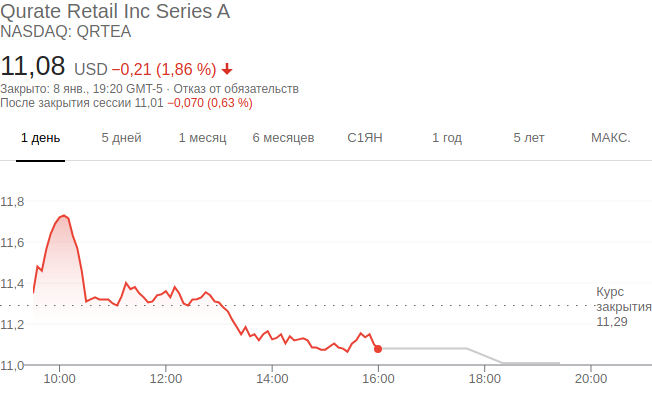 Qurate Retail Inc Series A
NASDAQ: QRTEA
11,08 USD −0,21 (1,86 %)
Закрыто: 8 янв., 19:20 GMT-5 · Отказ от обязательств
После закрытия сессии 11,01 −0,070 (0,63 %)
1 день 5 дней 1 месяц 6 месяцев С1ЯН 1 год 5 лет МАКС.
11,8
11,6
11,4
Курс
закрытия
11,29
11,2
11,0
10:00 12:00 14:00 16:00 18:00 20:00